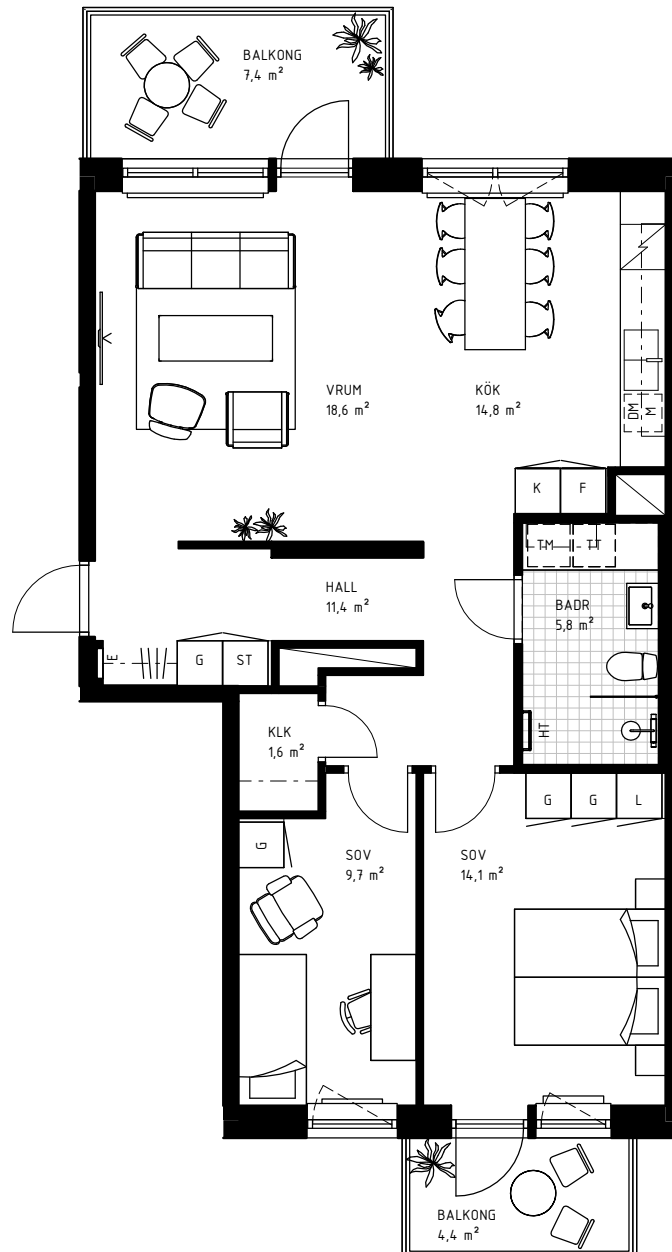 BALKONG
7,4 m²
VRUM
18,6 m²
KÖK
14,8 m²
DM
M
K
F
TM
TT
HALL
11,4 m²
BADR
5,8 m²
E
G
ST
KLK
1,6 m²
HT
G
G
L
G
SOV
9,7 m²
SOV
14,1 m²
BALKONG
4,4 m²